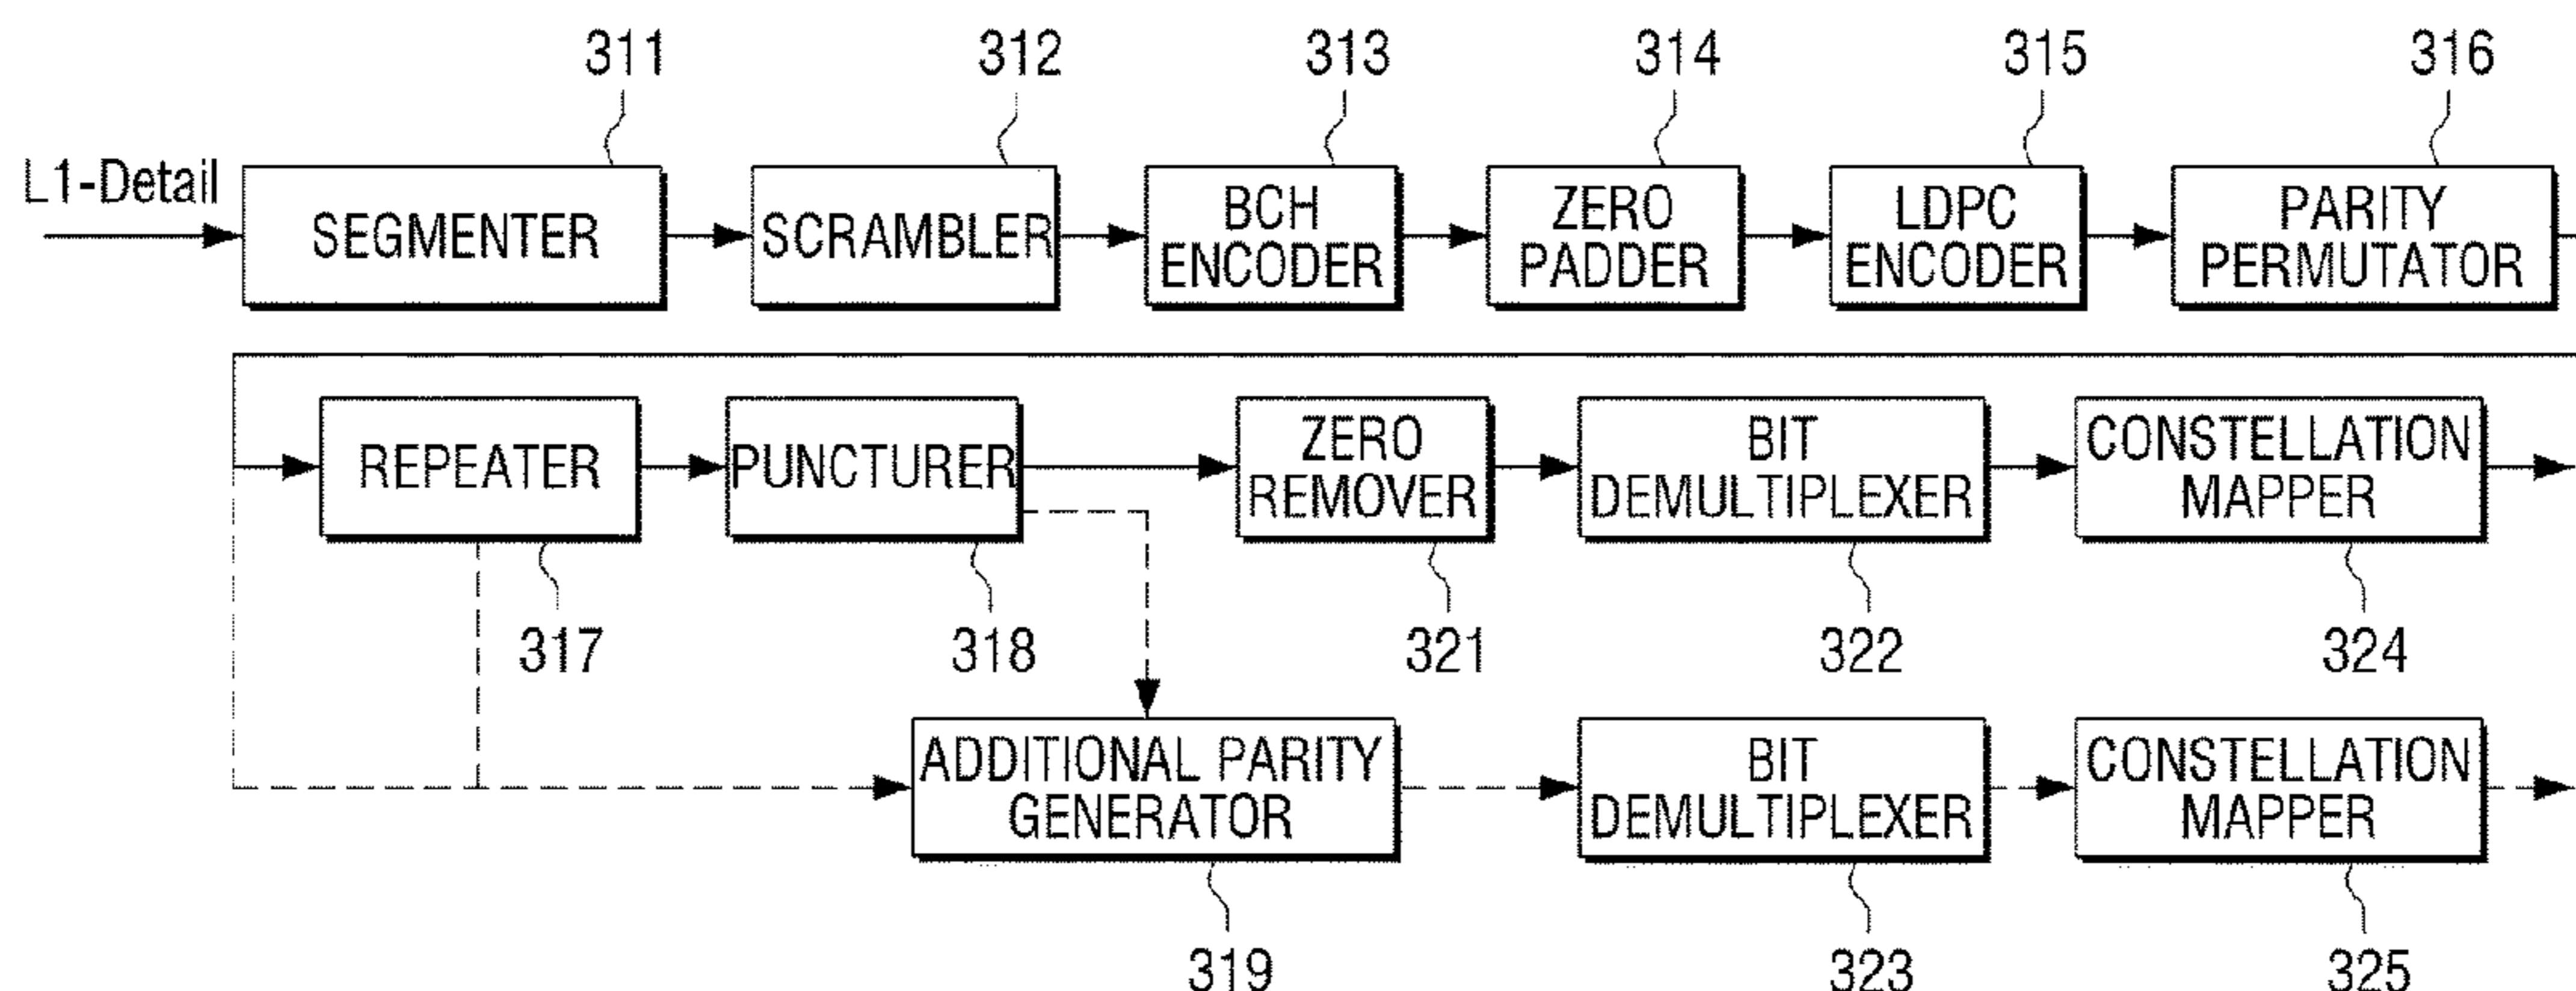 311 312 313 314 315 316
L1-Detail
SEGMENTER
SCRAMBLER
BCH
ENCODER
ZERO
PADDER
LDPC
ENCODER
PARITY
PERMUTATOR
REPEATER
PUNCTURER
ZERO
REMOVER
BIT
DEMULTIPLEXER
CONSTELLATION
MAPPER
317 318 321 322 324
ADDITIONAL PARITY
GENERATOR
BIT
DEMULTIPLEXER
CONSTELLATION
MAPPER
319 323 325